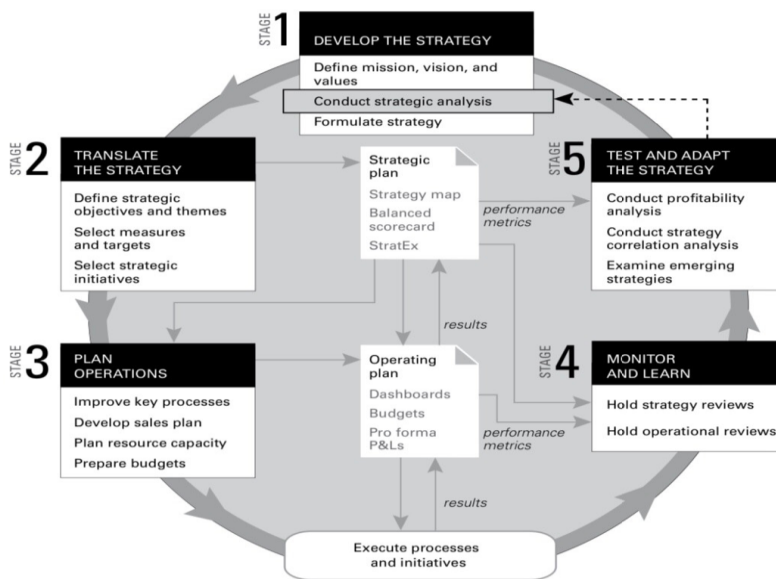 STAGE 1
DEVELOP THE STRATEGY
Define mission, vision, and
values
Conduct strategic analysis
Formulate strategy
STAGE 2
TRANSLATE
THE STRATEGY
Define strategic
objectives and themes
Select measures
and targets
Select strategic
initiatives
Strategic
plan
Strategy map
Balanced
scorecard
StratEx
performance
metrics
STAGE 5
TEST AND ADAPT
THE STRATEGY
Conduct profitability
analysis
Conduct strategy
correlation analysis
Examine emerging
strategies
results
STAGE 3
PLAN
OPERATIONS
Improve key processes
Develop sales plan
Plan resource capacity
Prepare budgets
Operating
plan
Dashboards
Budgets
Pro forma
P&Ls
performance
metrics
STAGE 4
MONITOR
AND LEARN
Hold strategy reviews
Hold operational reviews
results
Execute processes
and initiatives